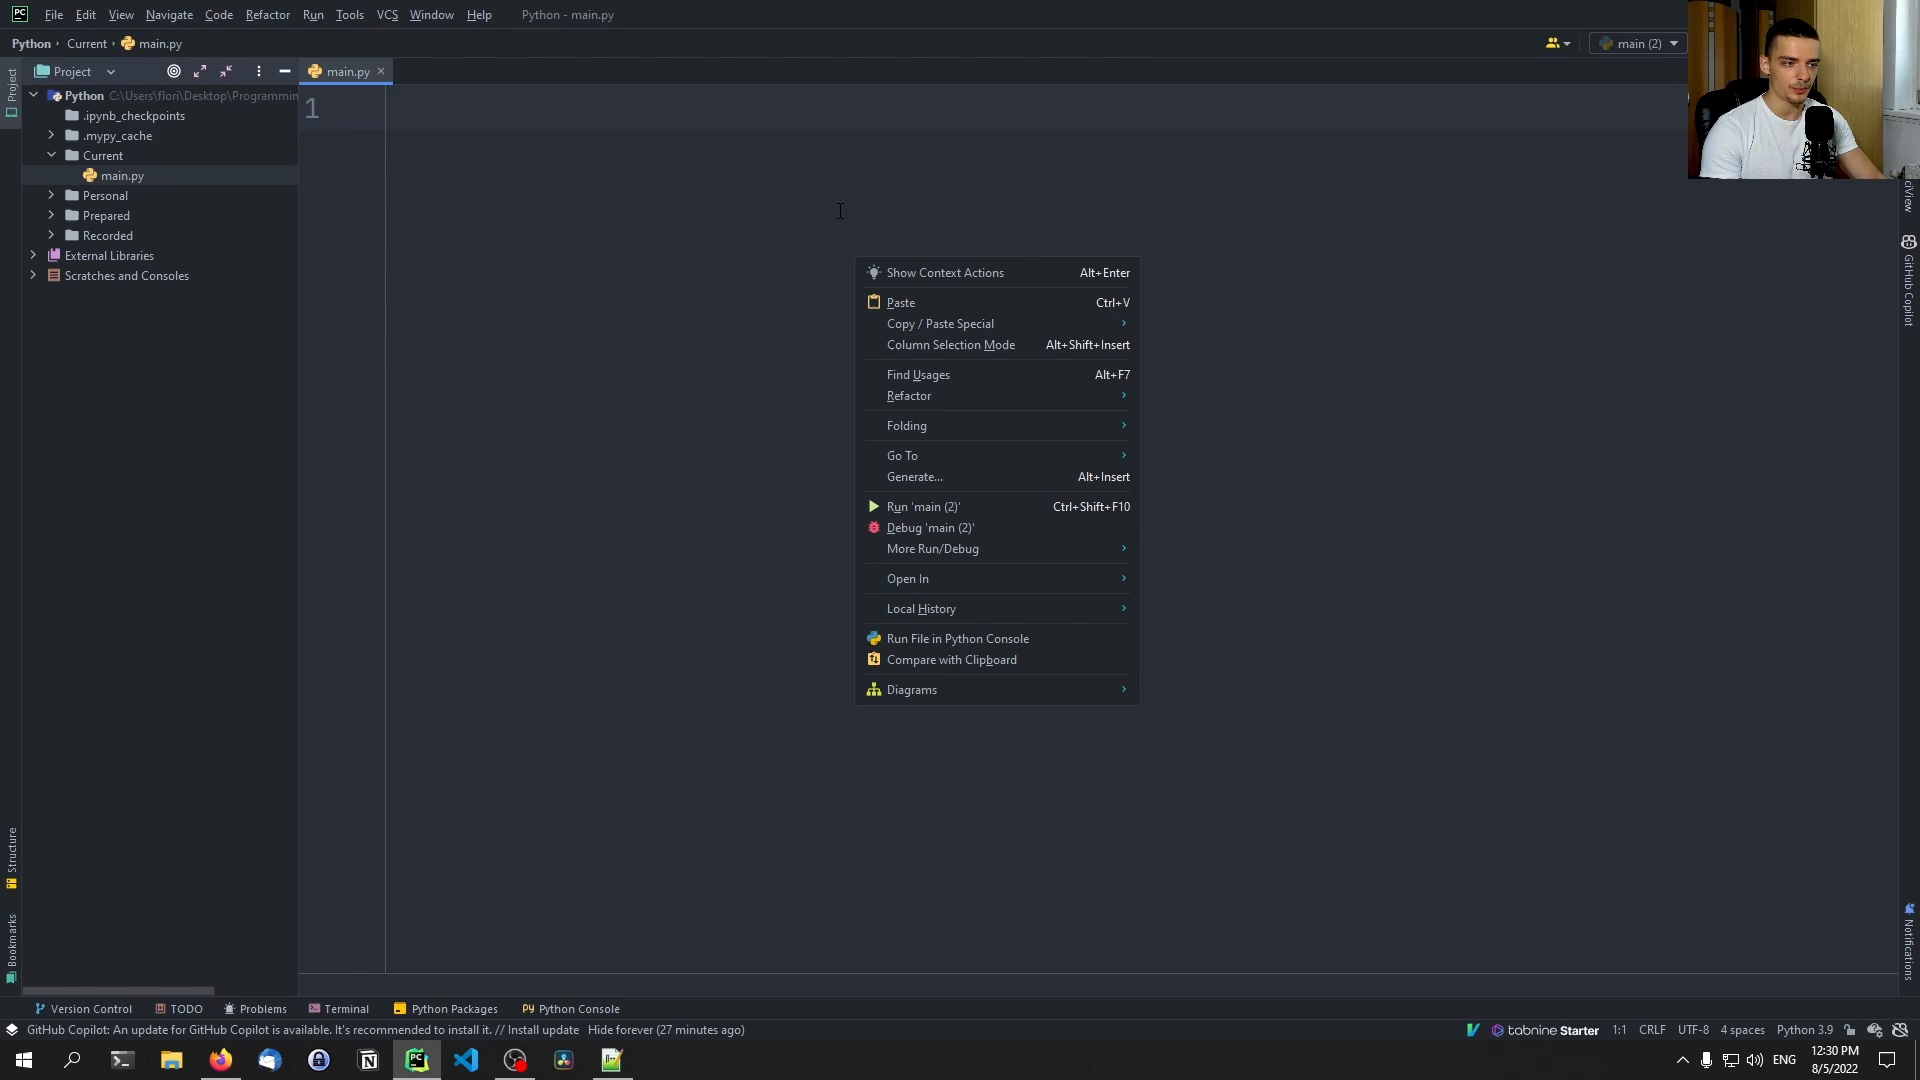 PC File Edit View Navigate Code Refactor Run Tools VCS Window Help Python - main.py
Python Current main.py
main (2)
Project
Project
main.py
Python C:\Users\flori\Desktop\Programmin
1
.ipynb_checkpoints
.mypy_cache
Current
main.py
Personal
Prepared
Recorded
External Libraries
Scratches and Consoles
Show Context Actions Alt+Enter
Paste Ctrl+V
Copy / Paste Special
Column Selection Mode Alt+Shift+Insert
Find Usages Alt+F7
Refactor
Folding
Go To
Generate... Alt+Insert
Run 'main (2)' Ctrl+Shift+F10
Debug 'main (2)'
More Run/Debug
Open In
Local History
Run File in Python Console
Compare with Clipboard
Diagrams
ciView
GitHub Copilot
Notifications
Structure
Bookmarks
Version Control TODO Problems Terminal Python Packages Python Console
GitHub Copilot: An update for GitHub Copilot is available. It's recommended to install it. // Install update Hide forever (27 minutes ago)
tabnine Starter 1:1 CRLF UTF-8 4 spaces Python 3.9
ENG
12:30 PM
8/5/2022